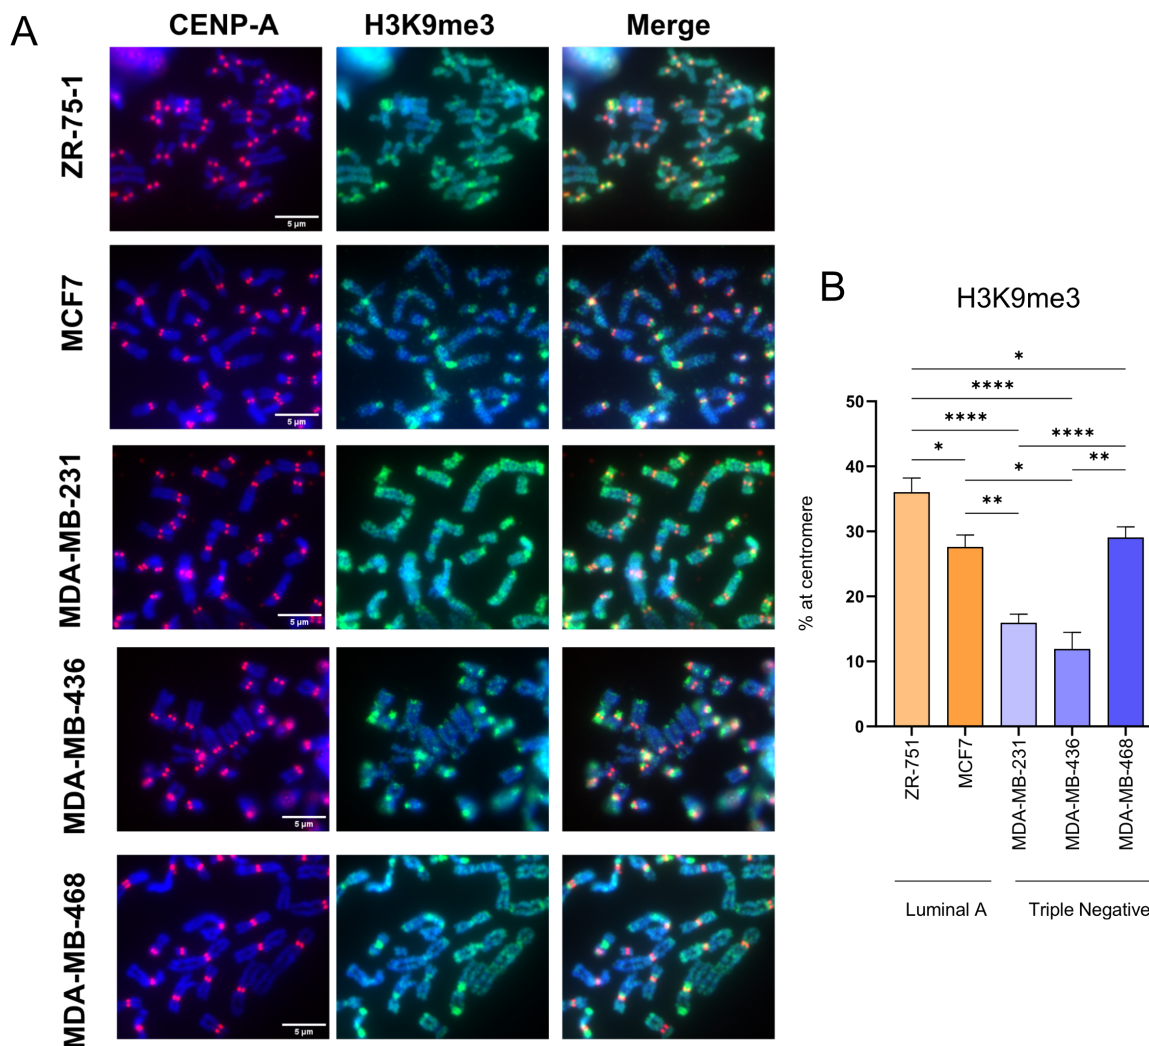 A
CENP-A
H3K9me3
Merge
ZR-75-1
5 µm
MCF7
5 µm
MDA-MB-231
5 µm
MDA-MB-436
5 µm
MDA-MB-468
5 µm
B
H3K9me3
*
****
****
****
*
**
*
**
% at centromere
50
40
30
20
10
0
ZR-751
MCF7
MDA-MB-231
MDA-MB-436
MDA-MB-468
Luminal A
Triple Negative